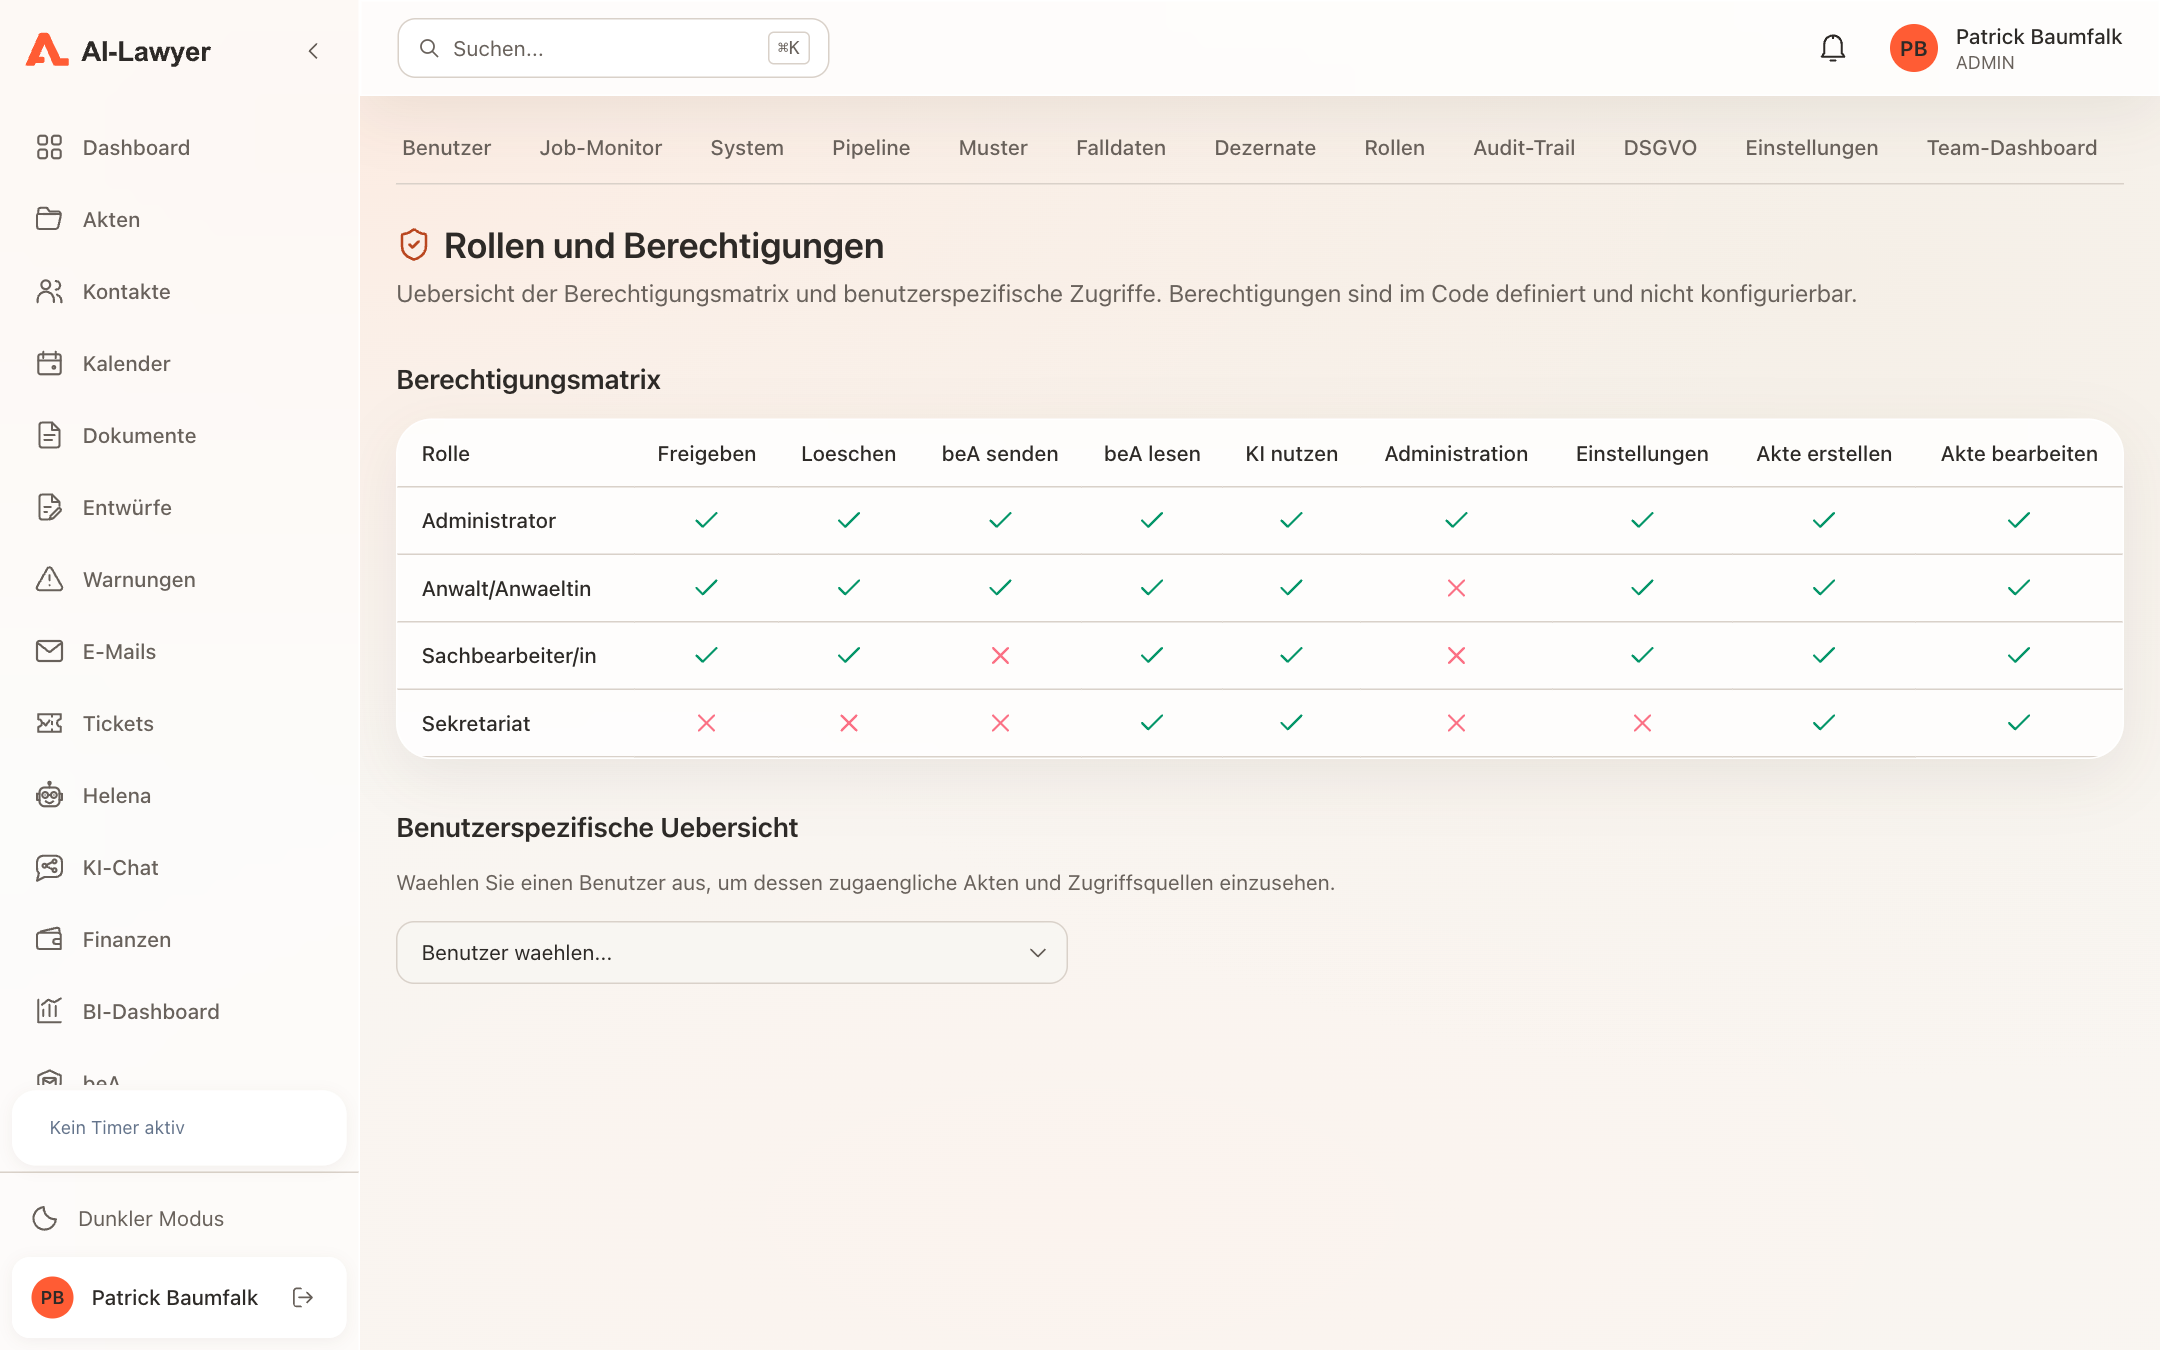 AI-Lawyer
Suchen...
⌘K
PB
Patrick Baumfalk
ADMIN
Dashboard
Akten
Kontakte
Kalender
Dokumente
Entwürfe
Warnungen
E-Mails
Tickets
Helena
KI-Chat
Finanzen
BI-Dashboard
beA
Kein Timer aktiv
Dunkler Modus
PB
Patrick Baumfalk
Benutzer Job-Monitor System Pipeline Muster Falldaten Dezernate Rollen Audit-Trail DSGVO Einstellungen Team-Dashboard
Rollen und Berechtigungen
Uebersicht der Berechtigungsmatrix und benutzerspezifische Zugriffe. Berechtigungen sind im Code definiert und nicht konfigurierbar.
Berechtigungsmatrix
Rolle Freigeben Loeschen beA senden beA lesen KI nutzen Administration Einstellungen Akte erstellen Akte bearbeiten
Administrator
Anwalt/Anwaeltin
Sachbearbeiter/in
Sekretariat
Benutzerspezifische Uebersicht
Waehlen Sie einen Benutzer aus, um dessen zugaengliche Akten und Zugriffsquellen einzusehen.
Benutzer waehlen...